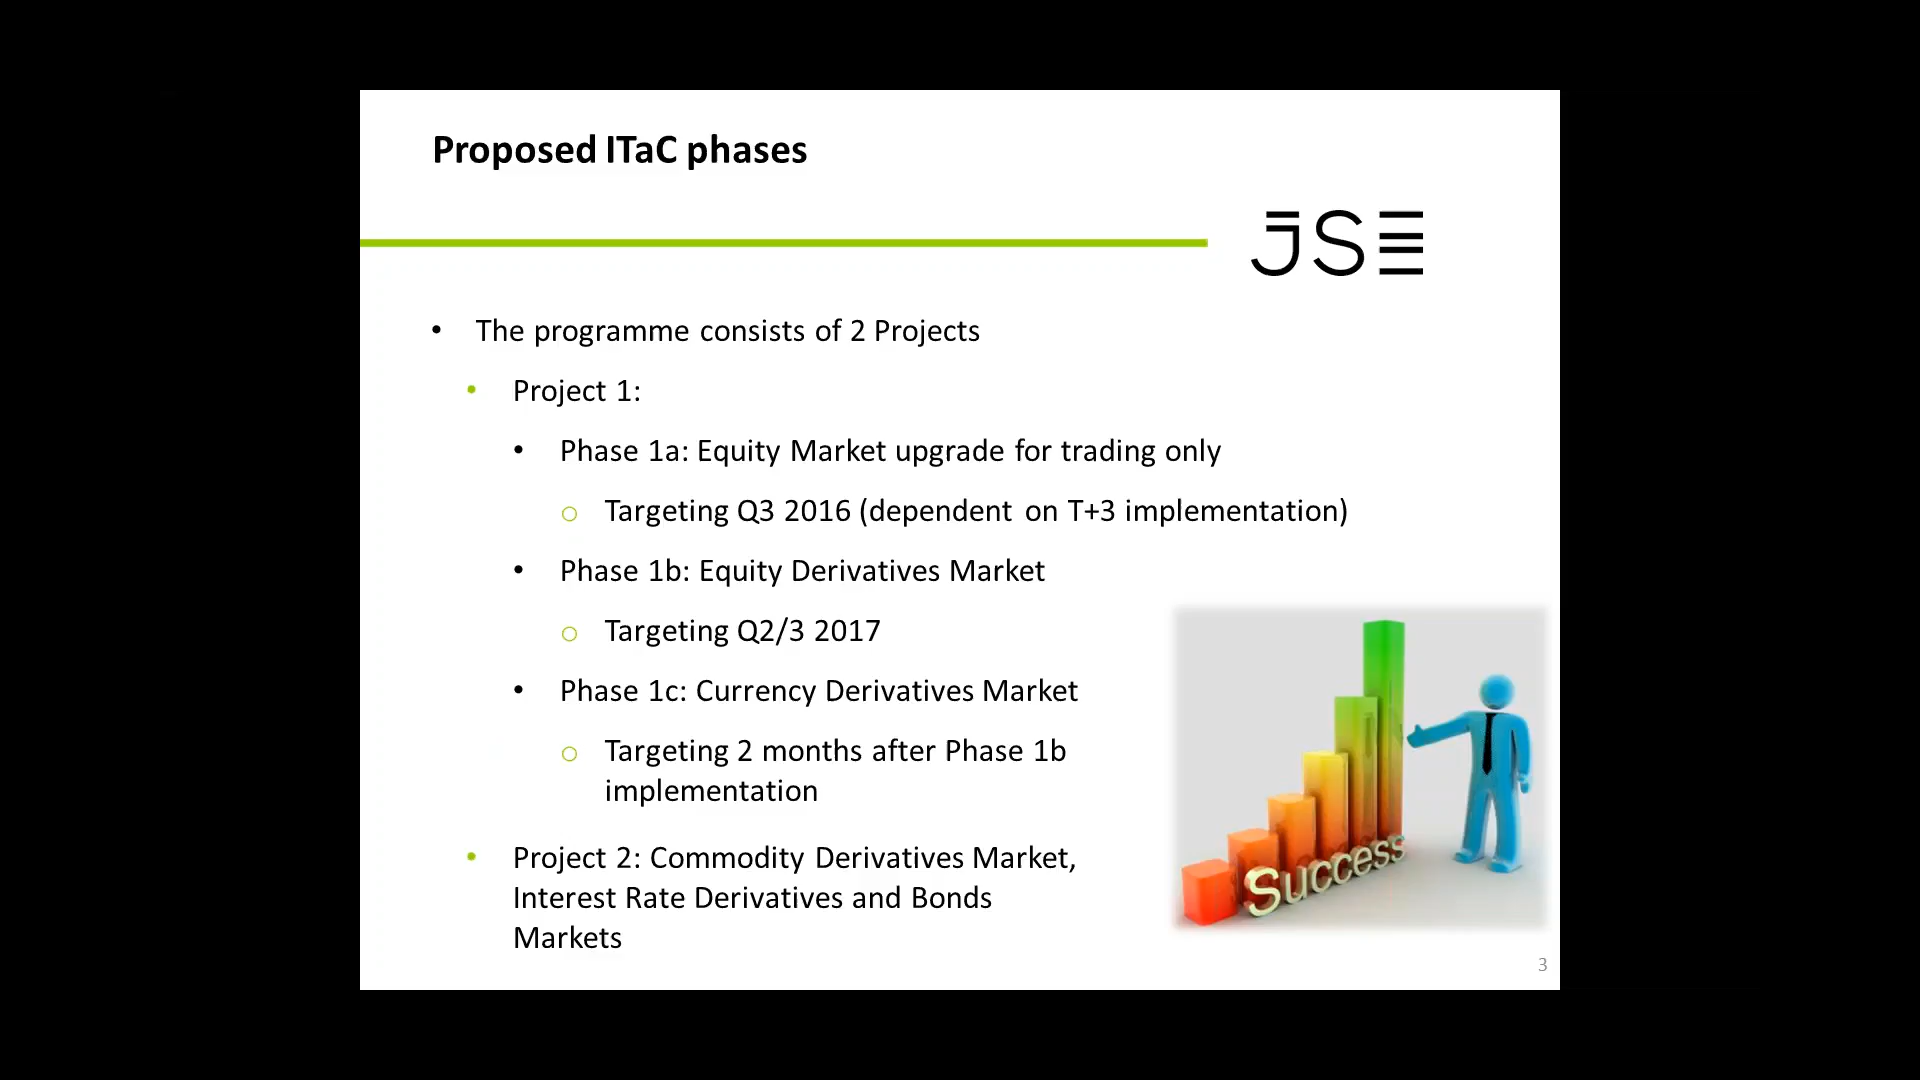 Proposed ITaC phases
JSE
• The programme consists of 2 Projects
• Project 1:
• Phase 1a: Equity Market upgrade for trading only
o Targeting Q3 2016 (dependent on T+3 implementation)
• Phase 1b: Equity Derivatives Market
o Targeting Q2/3 2017
• Phase 1c: Currency Derivatives Market
o Targeting 2 months after Phase 1b
implementation
• Project 2: Commodity Derivatives Market,
Interest Rate Derivatives and Bonds
Markets
Success
3